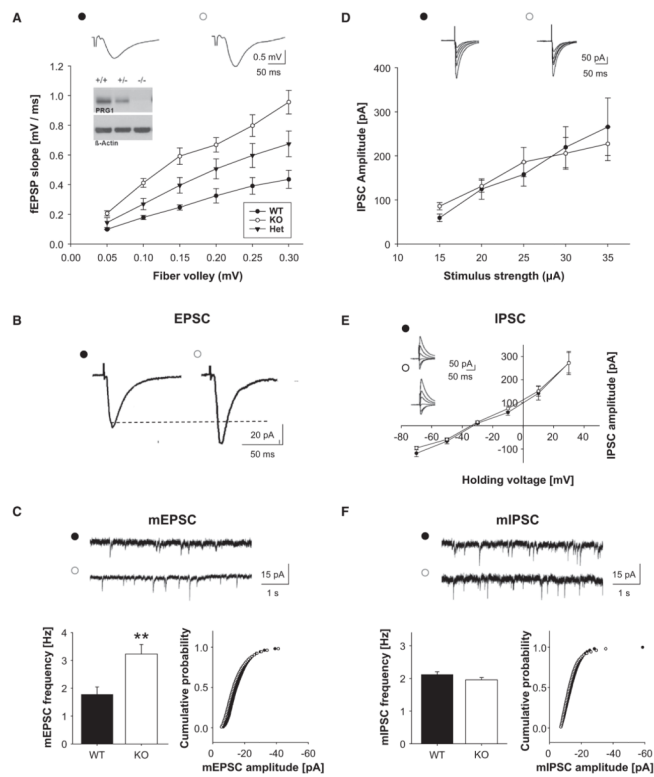 A
0.5 mV
50 ms
+/+ +/- -/-
PRG1
ß-Actin
fEPSP slope [mV / ms]
1.2
1.0
0.8
0.6
0.4
0.2
0.0
WT
KO
Het
0.00 0.05 0.10 0.15 0.20 0.25 0.30
Fiber volley (mV)
D
50 pA
50 ms
IPSC Amplitude [pA]
400
300
200
100
0
10 15 20 25 30 35
Stimulus strength (µA)
B
EPSC
20 pA
50 ms
E
IPSC
50 pA
50 ms
300
200
100
-100
-80 -60 -40 -20 0 20 40
IPSC amplitude [pA]
Holding voltage [mV]
C
mEPSC
15 pA
1 s
mEPSC frequency [Hz]
4
3
2
1
0
**
WT KO
Cumulative probability
1.0
0.5
0.0
0 -20 -40 -60
mEPSC amplitude [pA]
F
mIPSC
15 pA
1 s
mIPSC frequency [Hz]
3
2
1
0
WT KO
Cumulative probability
1.0
0.5
0.0
0 -20 -40 -60
mIPSC amplitude [pA]